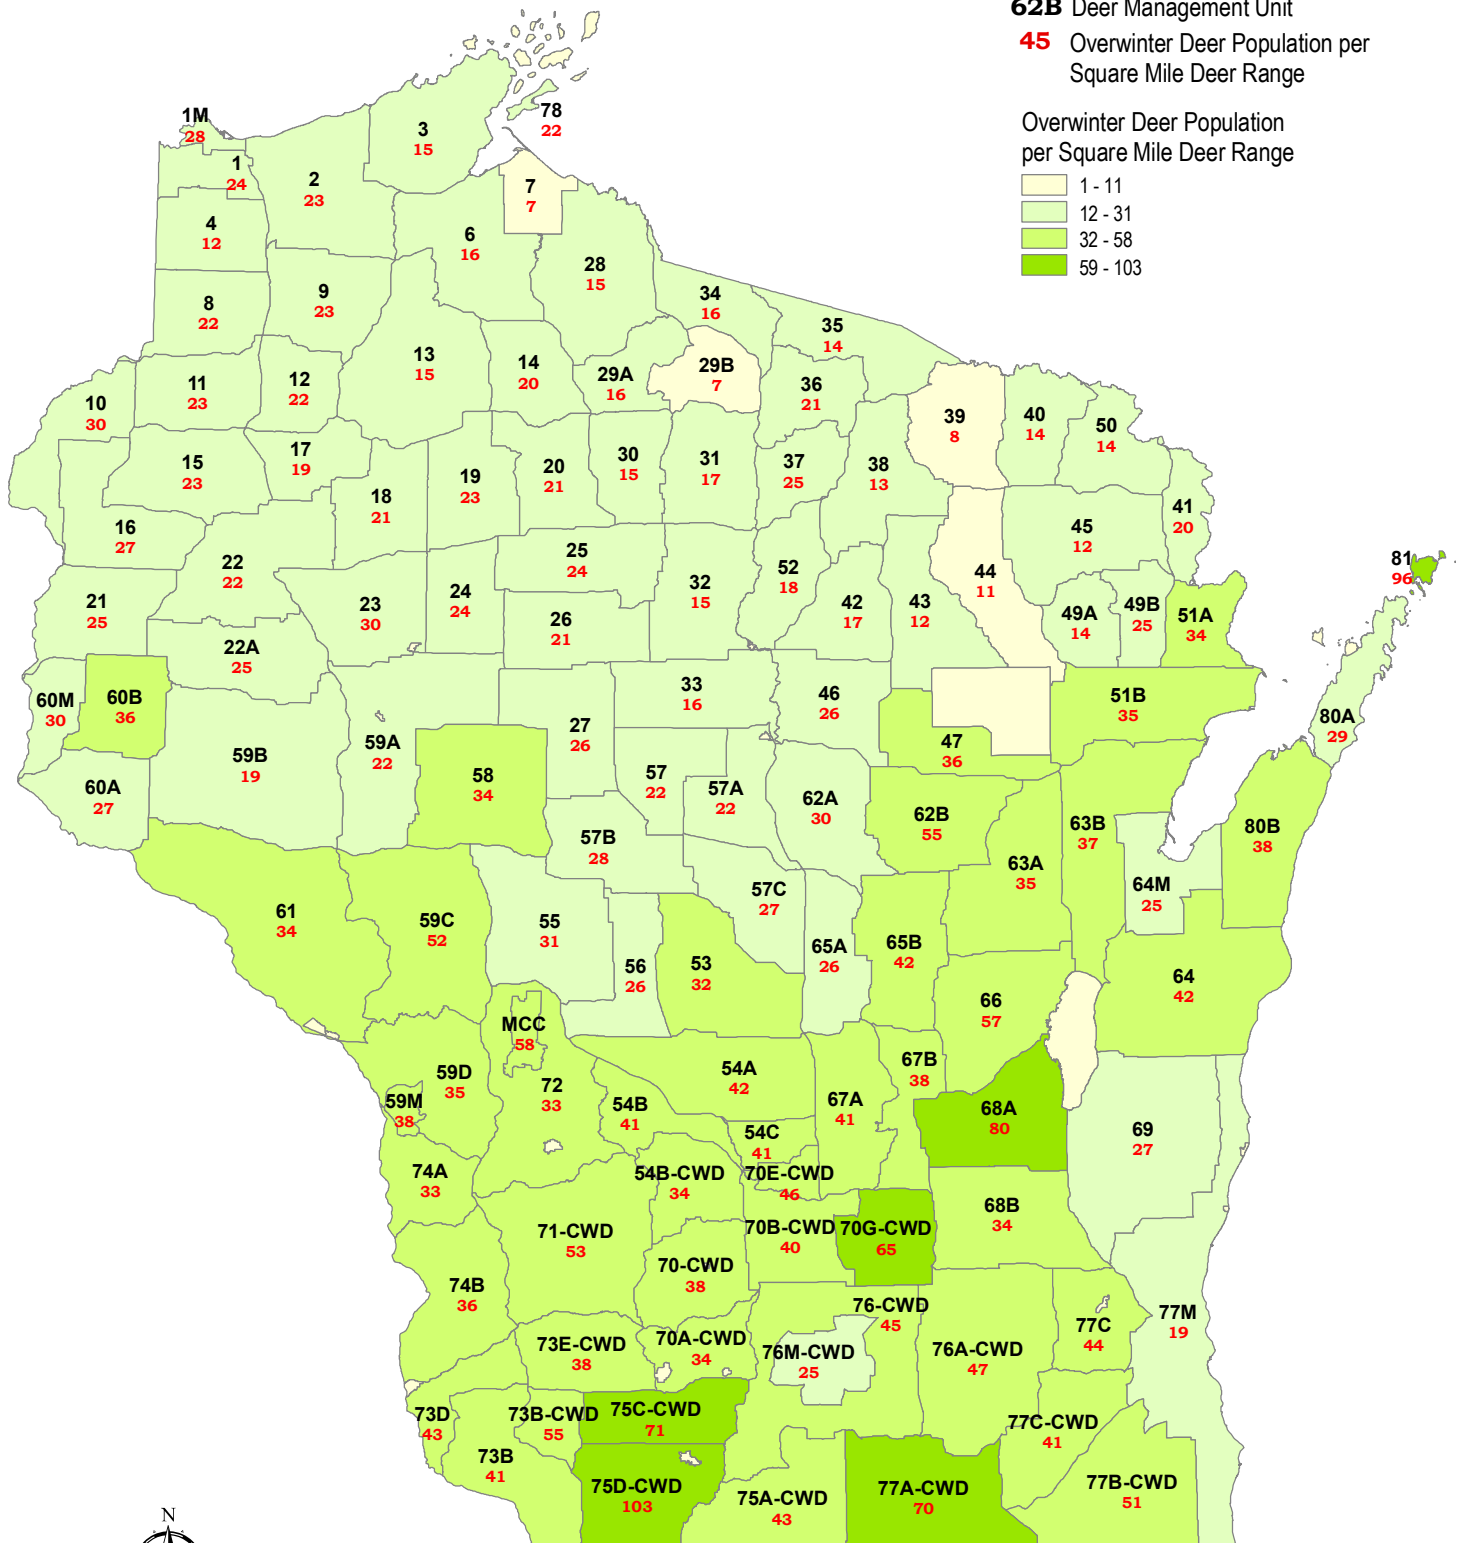 62B Deer Management Unit
45 Overwinter Deer Population per
Square Mile Deer Range
Overwinter Deer Population
per Square Mile Deer Range
1 - 11
12 - 31
32 - 58
59 - 103
1M
28
78
22
3
15
1
24
2
23
7
7
4
12
6
16
28
15
8
22
9
23
34
16
35
14
13
15
14
20
29A
16
29B
7
36
21
11
23
12
22
10
30
39
8
40
14
50
14
15
23
17
19
18
21
19
23
20
21
30
15
31
17
37
25
38
13
41
20
16
27
22
22
25
24
45
12
81
96
52
18
44
11
32
15
21
25
23
30
24
24
26
21
42
17
43
12
49A
14
49B
25
51A
34
22A
25
60M
30
60B
36
33
16
46
26
51B
35
80A
29
59B
19
59A
22
27
26
47
36
60A
27
58
34
57
22
57A
22
62A
30
62B
55
63B
37
80B
38
57B
28
63A
35
57C
27
64M
25
61
34
59C
52
55
31
65A
26
65B
42
56
26
53
32
64
42
66
57
MCC
58
59D
35
72
33
54A
42
67B
38
59M
38
54B
41
67A
41
68A
80
69
27
54C
41
74A
33
54B-CWD
34
70E-CWD
46
68B
34
71-CWD
53
70B-CWD
40
70G-CWD
65
70-CWD
38
74B
36
76-CWD
45
77C
44
77M
19
73E-CWD
38
70A-CWD
34
76M-CWD
25
76A-CWD
47
73D
43
73B-CWD
55
75C-CWD
71
77C-CWD
41
73B
41
75D-CWD
103
75A-CWD
43
77A-CWD
70
77B-CWD
51
N